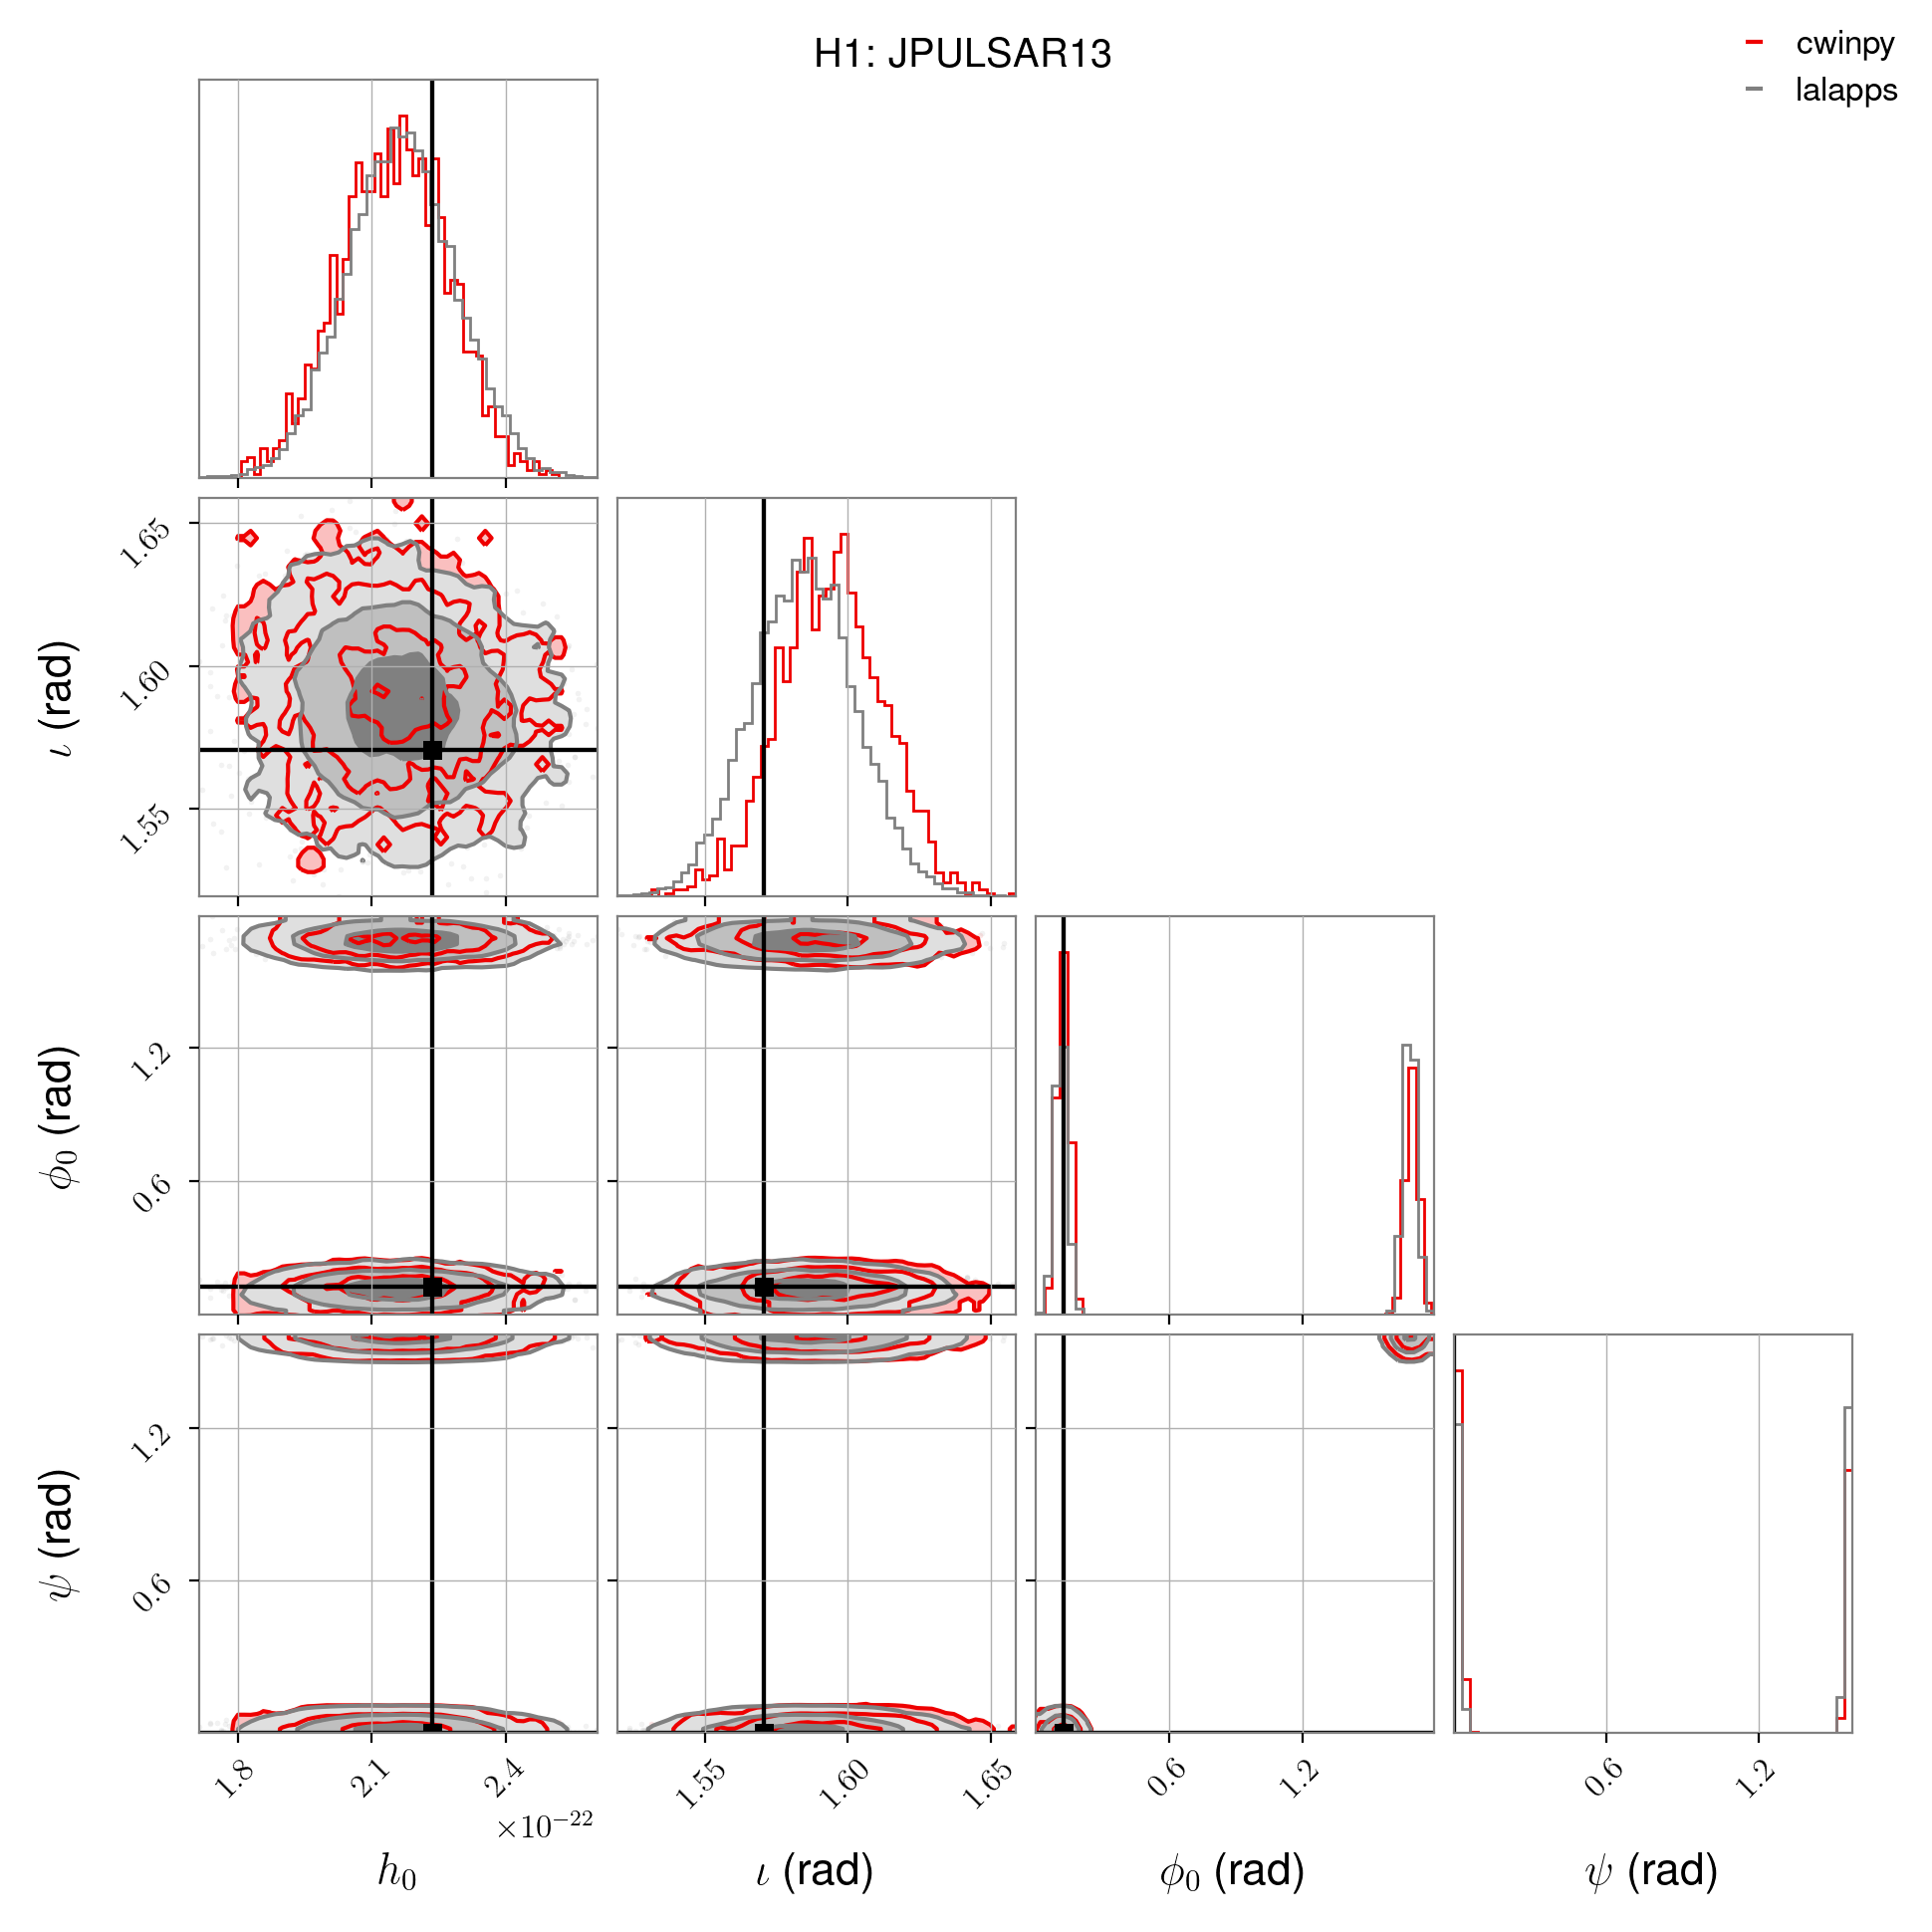 H1: JPULSAR13
cwinpy
lalapps
1.65
1.60
1.55
ι (rad)
1.2
0.6
ϕ₀ (rad)
1.2
0.6
ψ (rad)
1.8 2.1 2.4 1.55 1.60 1.65 0.6 1.2 0.6 1.2
×10⁻²²
h₀ ι (rad) ϕ₀ (rad) ψ (rad)